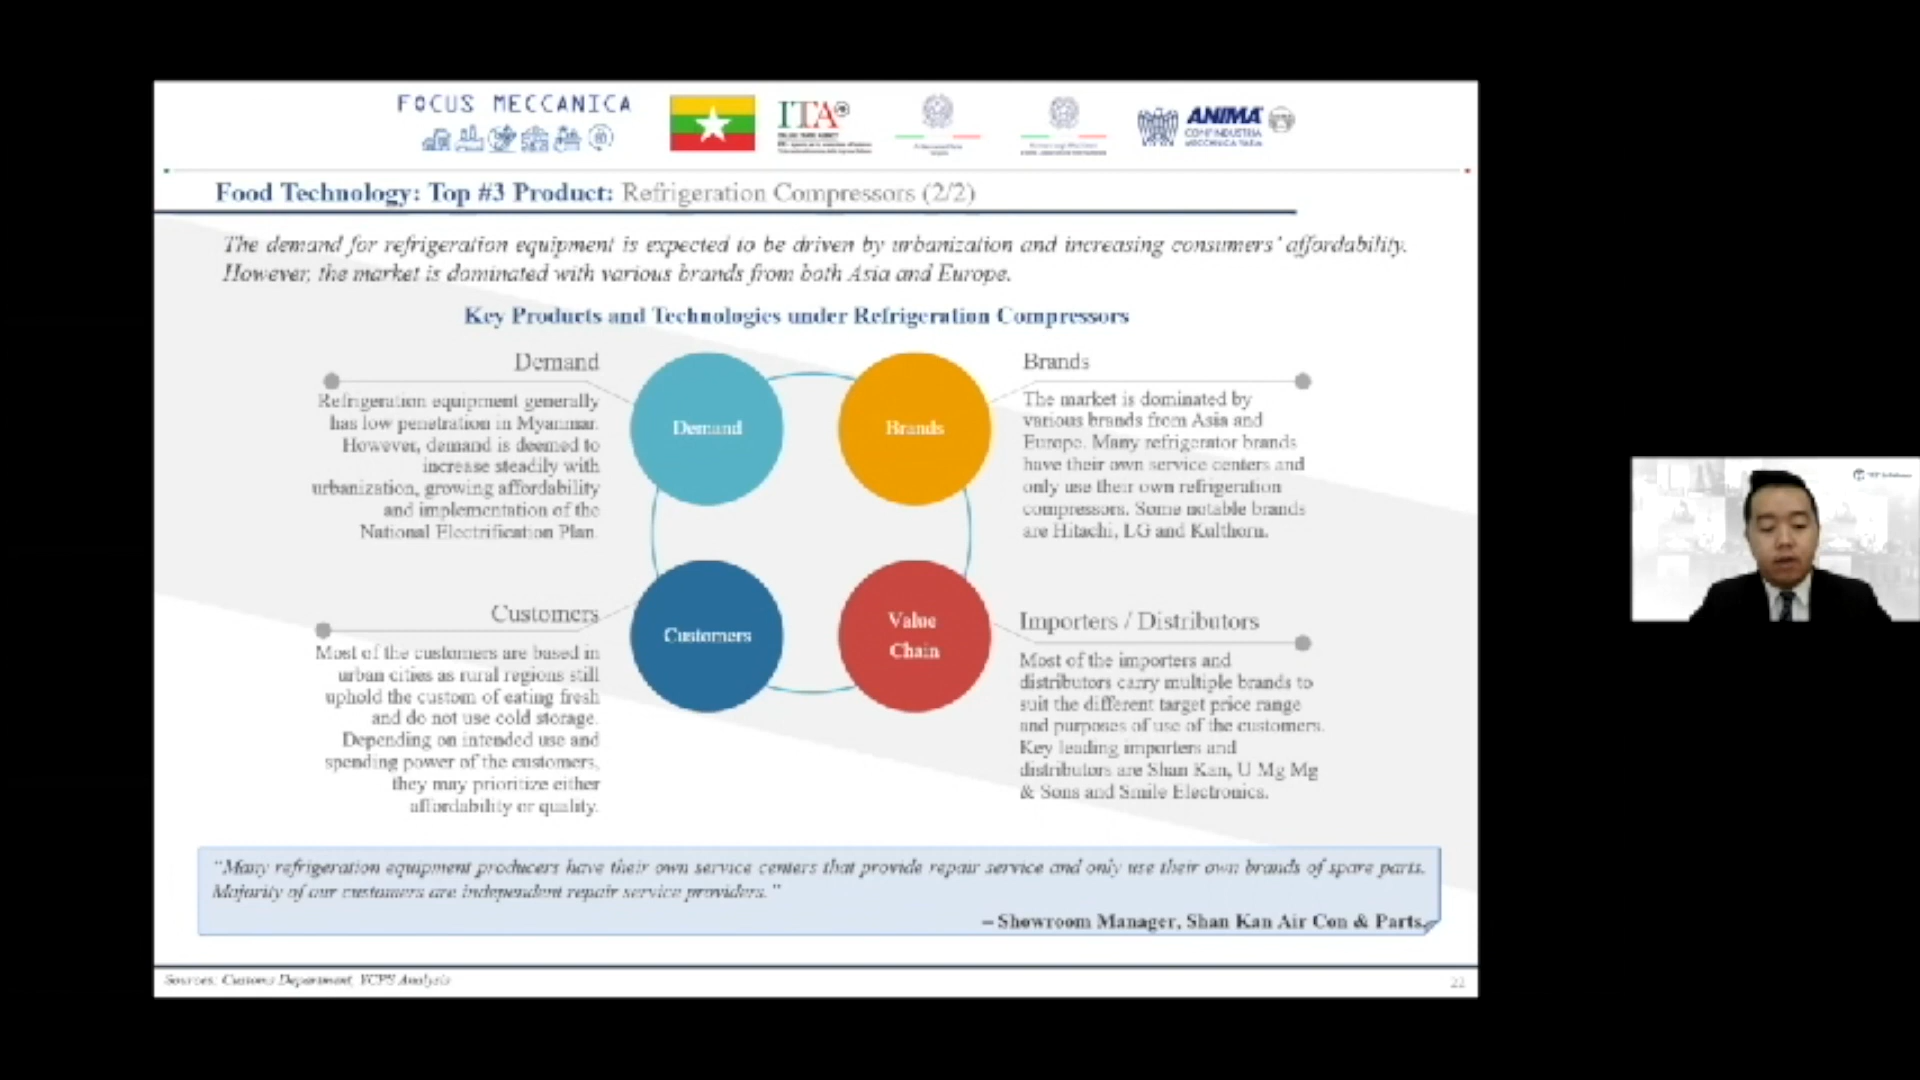 FOCUS MECCANICA
ITA
ANIMA
CONFINDUSTRIA
MECCANICA VARIA
Food Technology: Top #3 Product: Refrigeration Compressors (2/2)
The demand for refrigeration equipment is expected to be driven by urbanization and increasing consumers' affordability.
However, the market is dominated with various brands from both Asia and Europe.
Key Products and Technologies under Refrigeration Compressors
Demand
Refrigeration equipment generally
has low penetration in Myanmar.
However, demand is deemed to
increase steadily with
urbanization, growing affordability
and implementation of the
National Electrification Plan.
Demand
Brands
Brands
The market is dominated by
various brands from Asia and
Europe. Many refrigerator brands
have their own service centers and
only use their own refrigeration
compressors. Some notable brands
are Hitachi, LG and Kulthorn.
Customers
Most of the customers are based in
urban cities as rural regions still
uphold the custom of eating fresh
and do not use cold storage.
Depending on intended use and
spending power of the customers,
they may prioritize either
affordability or quality.
Customers
Value
Chain
Importers / Distributors
Most of the importers and
distributors carry multiple brands to
suit the different target price range
and purposes of use of the customers.
Key leading importers and
distributors are Shan Kan, U Mg Mg
& Sons and Smile Electronics.
"Many refrigeration equipment producers have their own service centers that provide repair service and only use their own brands of spare parts.
Majority of our customers are independent repair service providers."
– Showroom Manager, Shan Kan Air Con & Parts
Sources: Customs Department, YCPS Analysis
22